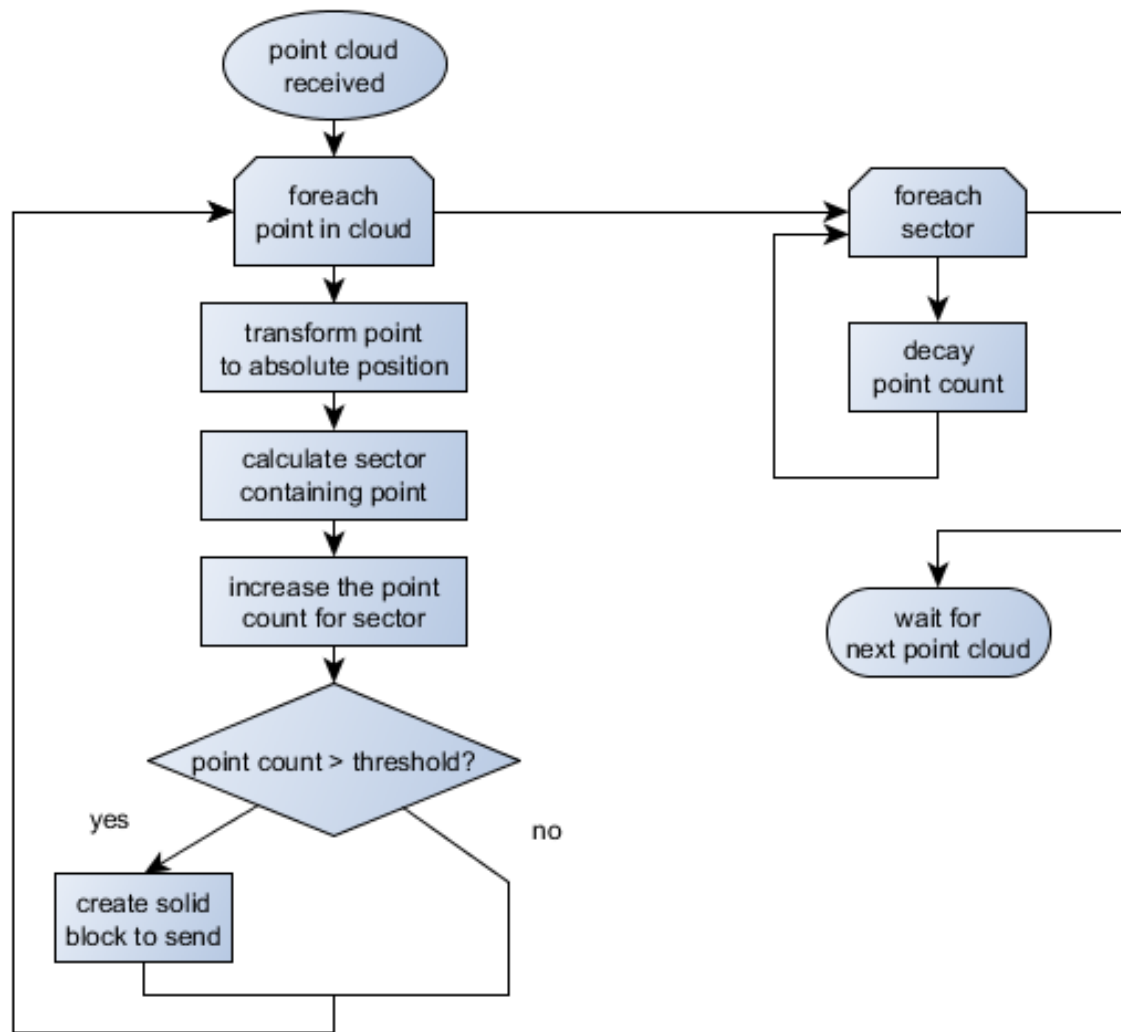 point cloud
received
foreach
point in cloud
transform point
to absolute position
calculate sector
containing point
increase the point
count for sector
point count > threshold?
yes
no
create solid
block to send
foreach
sector
decay
point count
wait for
next point cloud